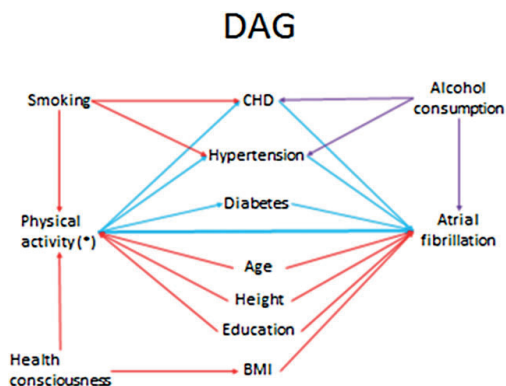 DAG
Smoking
CHD
Alcohol
consumption
Hypertension
Diabetes
Physical
activity (*)
Atrial
fibrillation
Age
Height
Education
Health
consciousness
BMI